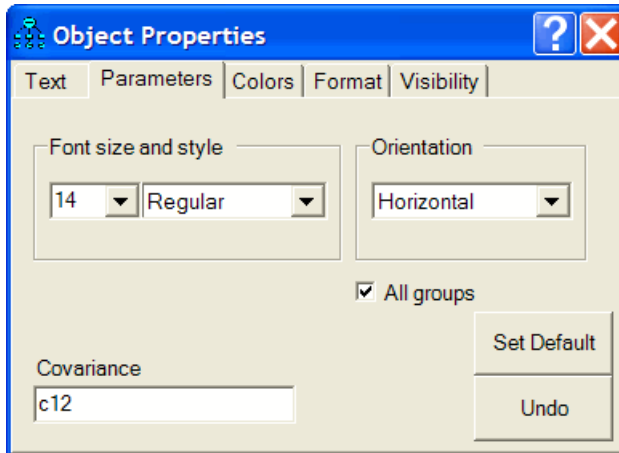 Object Properties
Text Parameters Colors Format Visibility
Font size and style Orientation
14 Regular Horizontal
All groups
Set Default
Covariance
c12
Undo